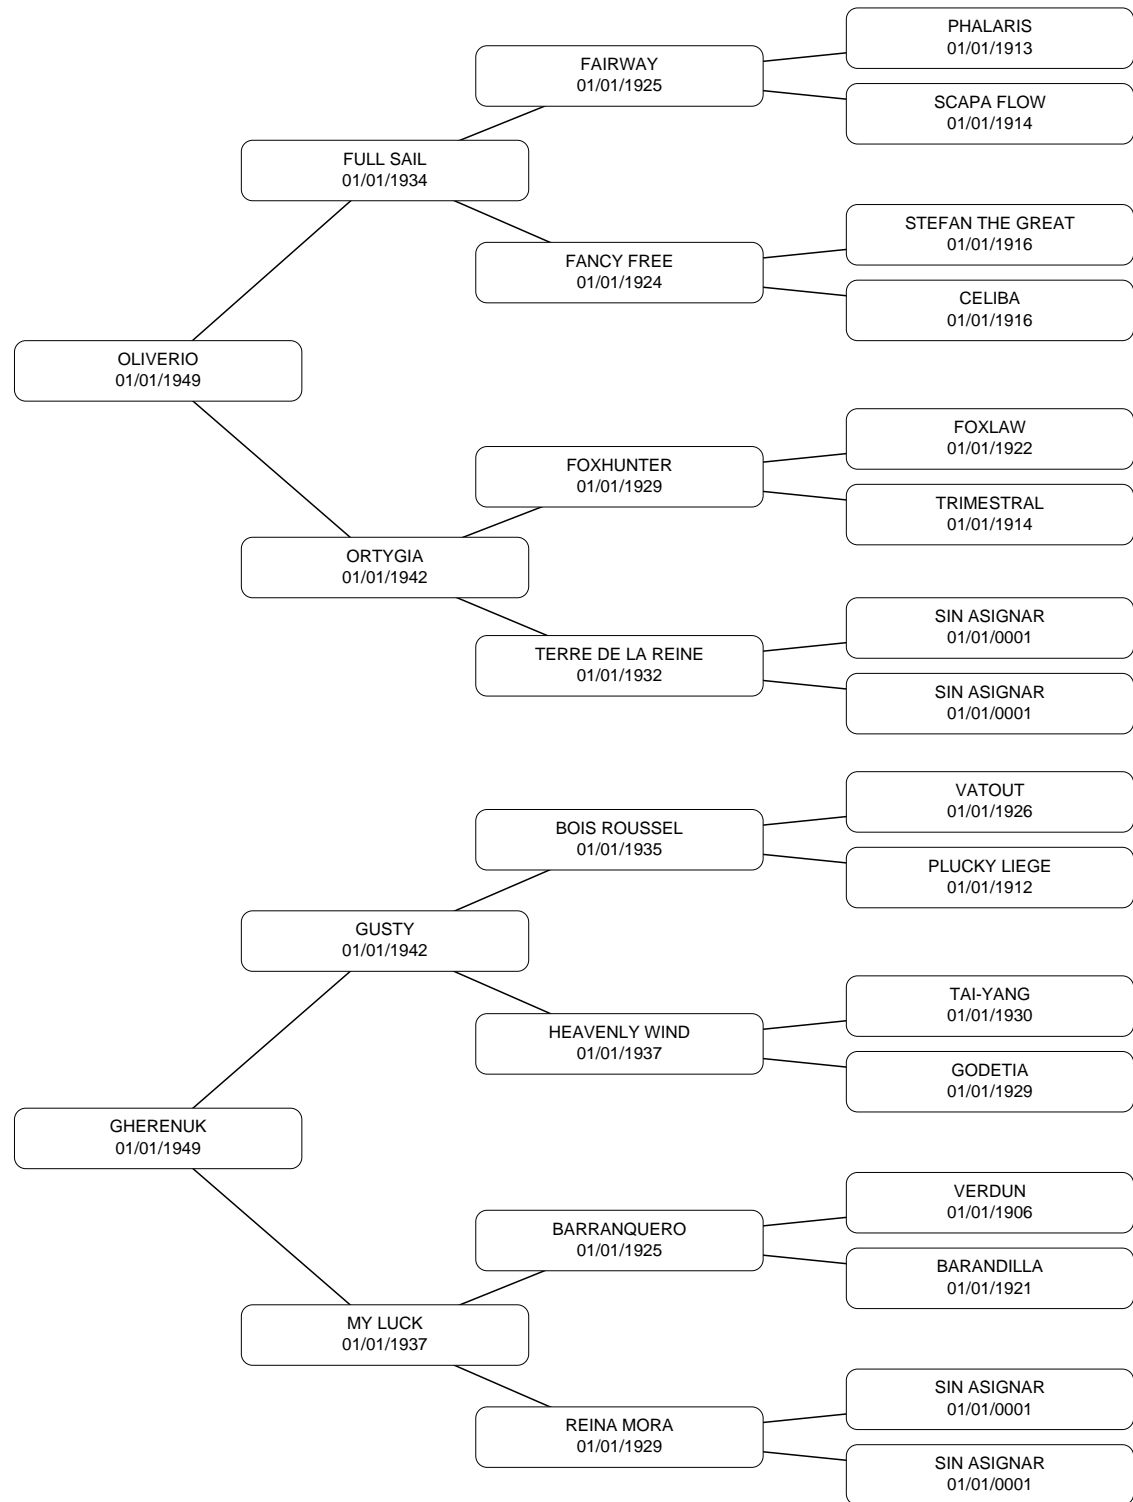 PHALARIS
01/01/1913
FAIRWAY
01/01/1925
SCAPA FLOW
01/01/1914
FULL SAIL
01/01/1934
STEFAN THE GREAT
01/01/1916
FANCY FREE
01/01/1924
CELIBA
01/01/1916
OLIVERIO
01/01/1949
FOXLAW
01/01/1922
FOXHUNTER
01/01/1929
TRIMESTRAL
01/01/1914
ORTYGIA
01/01/1942
SIN ASIGNAR
01/01/0001
TERRE DE LA REINE
01/01/1932
SIN ASIGNAR
01/01/0001
VATOUT
01/01/1926
BOIS ROUSSEL
01/01/1935
PLUCKY LIEGE
01/01/1912
GUSTY
01/01/1942
TAI-YANG
01/01/1930
HEAVENLY WIND
01/01/1937
GODETIA
01/01/1929
GHERENUK
01/01/1949
VERDUN
01/01/1906
BARRANQUERO
01/01/1925
BARANDILLA
01/01/1921
MY LUCK
01/01/1937
SIN ASIGNAR
01/01/0001
REINA MORA
01/01/1929
SIN ASIGNAR
01/01/0001